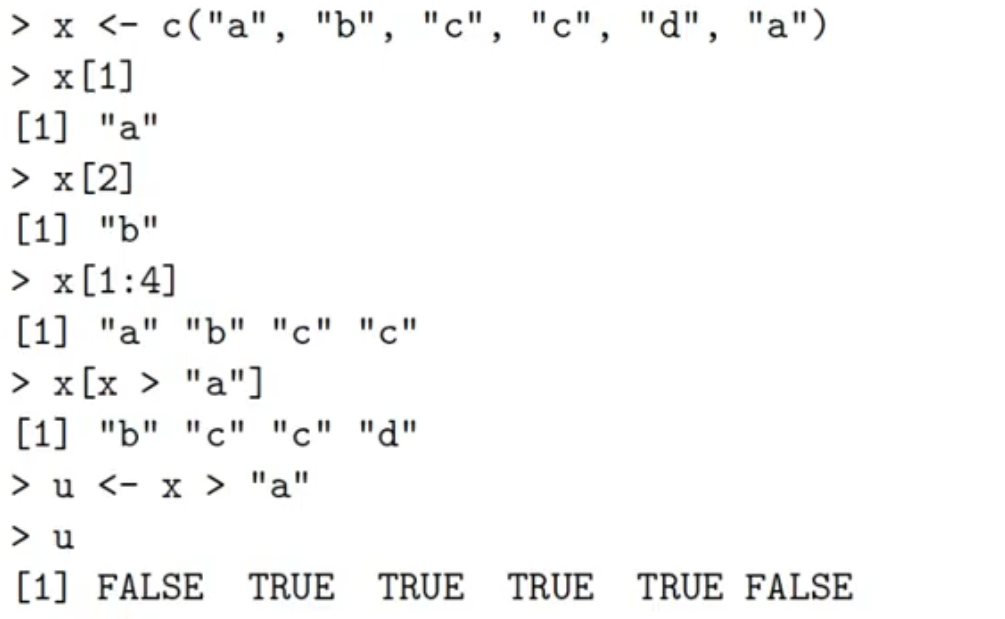 > x <- c("a", "b", "c", "c", "d", "a")
> x[1]
[1] "a"
> x[2]
[1] "b"
> x[1:4]
[1] "a" "b" "c" "c"
> x[x > "a"]
[1] "b" "c" "c" "d"
> u <- x > "a"
> u
[1] FALSE  TRUE  TRUE  TRUE  TRUE FALSE